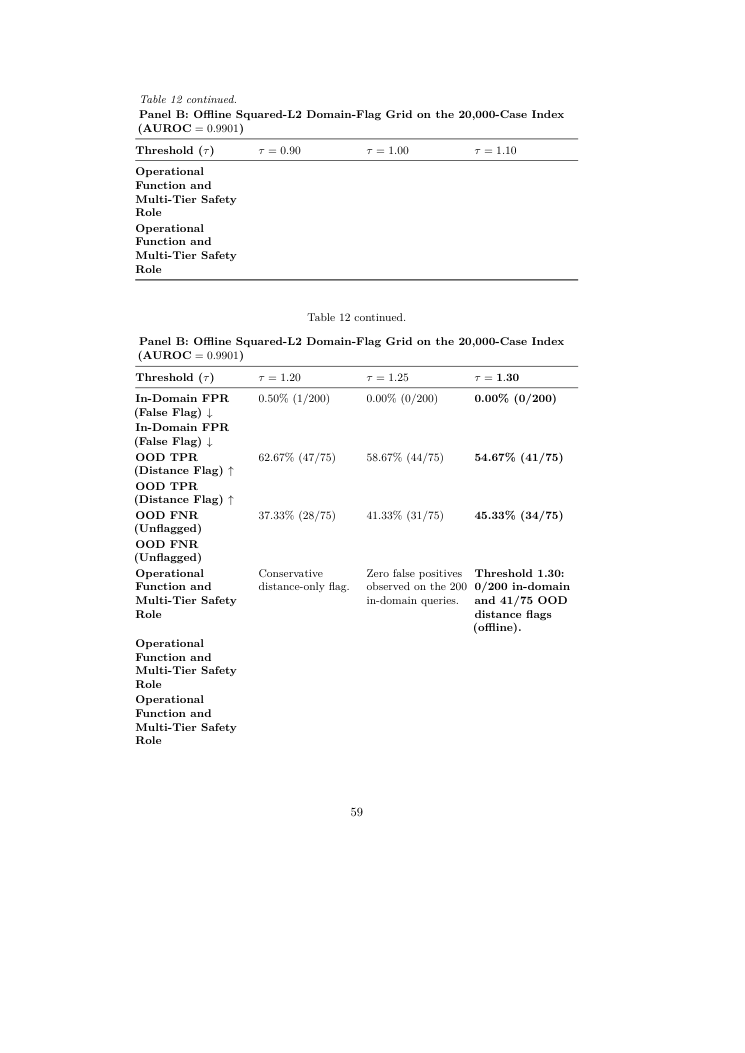 Table 12 continued.
Panel B: Offline Squared-L2 Domain-Flag Grid on the 20,000-Case Index
(AUROC = 0.9901)
Threshold (τ) τ = 0.90 τ = 1.00 τ = 1.10
Operational
Function and
Multi-Tier Safety
Role
Operational
Function and
Multi-Tier Safety
Role
Table 12 continued.
Panel B: Offline Squared-L2 Domain-Flag Grid on the 20,000-Case Index
(AUROC = 0.9901)
Threshold (τ) τ = 1.20 τ = 1.25 τ = 1.30
In-Domain FPR 0.50% (1/200) 0.00% (0/200) 0.00% (0/200)
(False Flag) ↓
In-Domain FPR
(False Flag) ↓
OOD TPR 62.67% (47/75) 58.67% (44/75) 54.67% (41/75)
(Distance Flag) ↑
OOD TPR
(Distance Flag) ↑
OOD FNR 37.33% (28/75) 41.33% (31/75) 45.33% (34/75)
(Unflagged)
OOD FNR
(Unflagged)
Operational Conservative Zero false positives Threshold 1.30:
Function and distance-only flag. observed on the 200 0/200 in-domain
Multi-Tier Safety in-domain queries. and 41/75 OOD
Role distance flags
(offline).
Operational
Function and
Multi-Tier Safety
Role
Operational
Function and
Multi-Tier Safety
Role
59